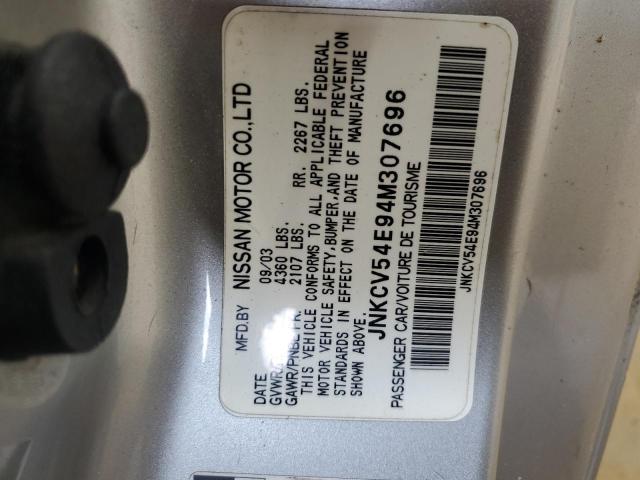 MFD.BY NISSAN MOTOR CO.,LTD
DATE 09/03
GVWR/ 4360 LBS.
GAWR/PNBE FR. 2107 LBS. RR. 2267 LBS.
THIS VEHICLE CONFORMS TO ALL APPLICABLE FEDERAL
MOTOR VEHICLE SAFETY, BUMPER, AND THEFT PREVENTION
STANDARDS IN EFFECT ON THE DATE OF MANUFACTURE
SHOWN ABOVE.
JNKCV54E94M307696
PASSENGER CAR/VOITURE DE TOURISME
JNKCV54E94M307696